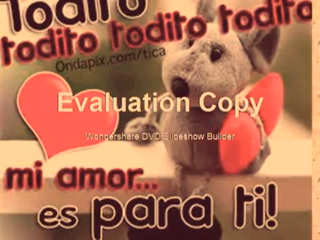 Todito
todito todito todito
Ondapix.com/tica
Evaluation Copy
Wondershare DVD Slideshow Builder
mi amor...
es para ti!